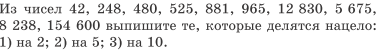 Из чисел 42, 248, 480, 525, 881, 965, 12 830, 5 675,
8 238, 154 600 выпишите те, которые делятся нацело:
1) на 2; 2) на 5; 3) на 10.